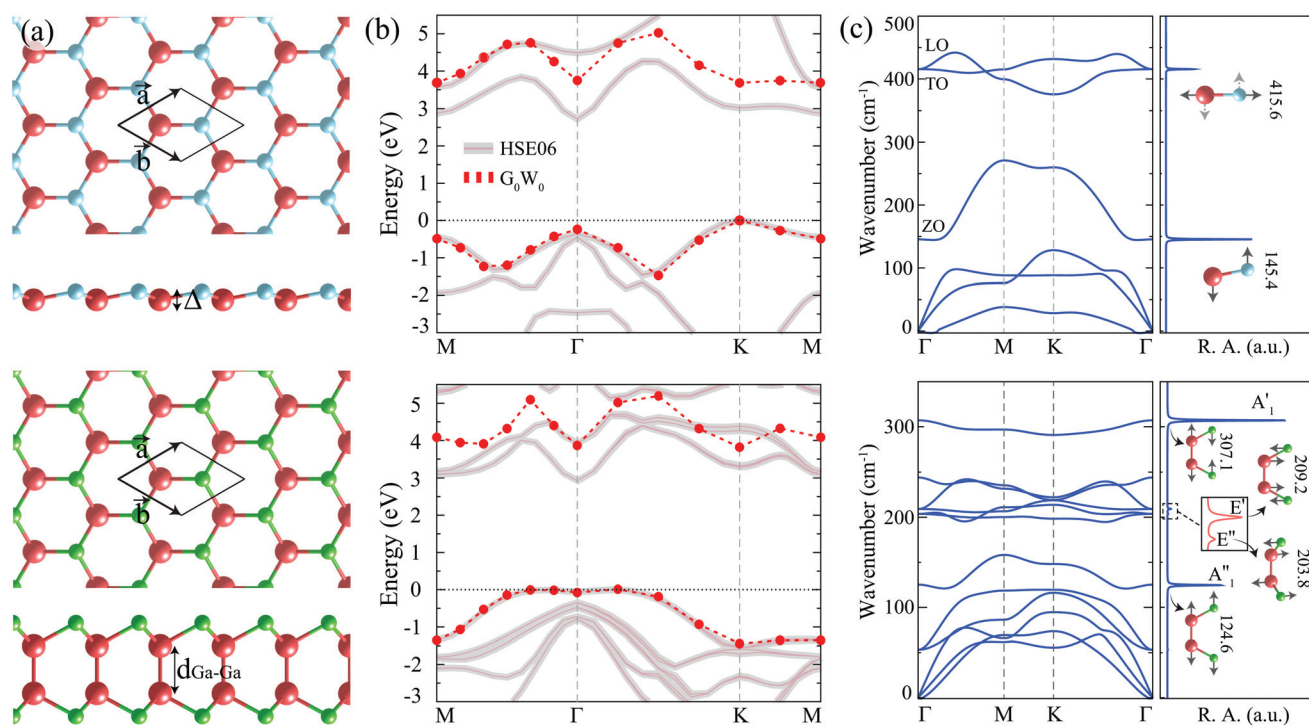 (a)
a
b
Δ
a
b
dGa-Ga
(b)
Energy (eV)
5
4
3
2
1
0
-1
-2
-3
HSE06
G0W0
M
Γ
K
M
Energy (eV)
5
4
3
2
1
0
-1
-2
-3
M
Γ
K
M
(c)
Wavenumber (cm-1)
500
400
300
200
100
0
LO
TO
ZO
Γ
M
K
Γ
415.6
145.4
R. A. (a.u.)
Wavenumber (cm-1)
300
200
100
0
Γ
M
K
Γ
A'1
307.1
209.2
E'
E"
203.8
A"1
124.6
R. A. (a.u.)